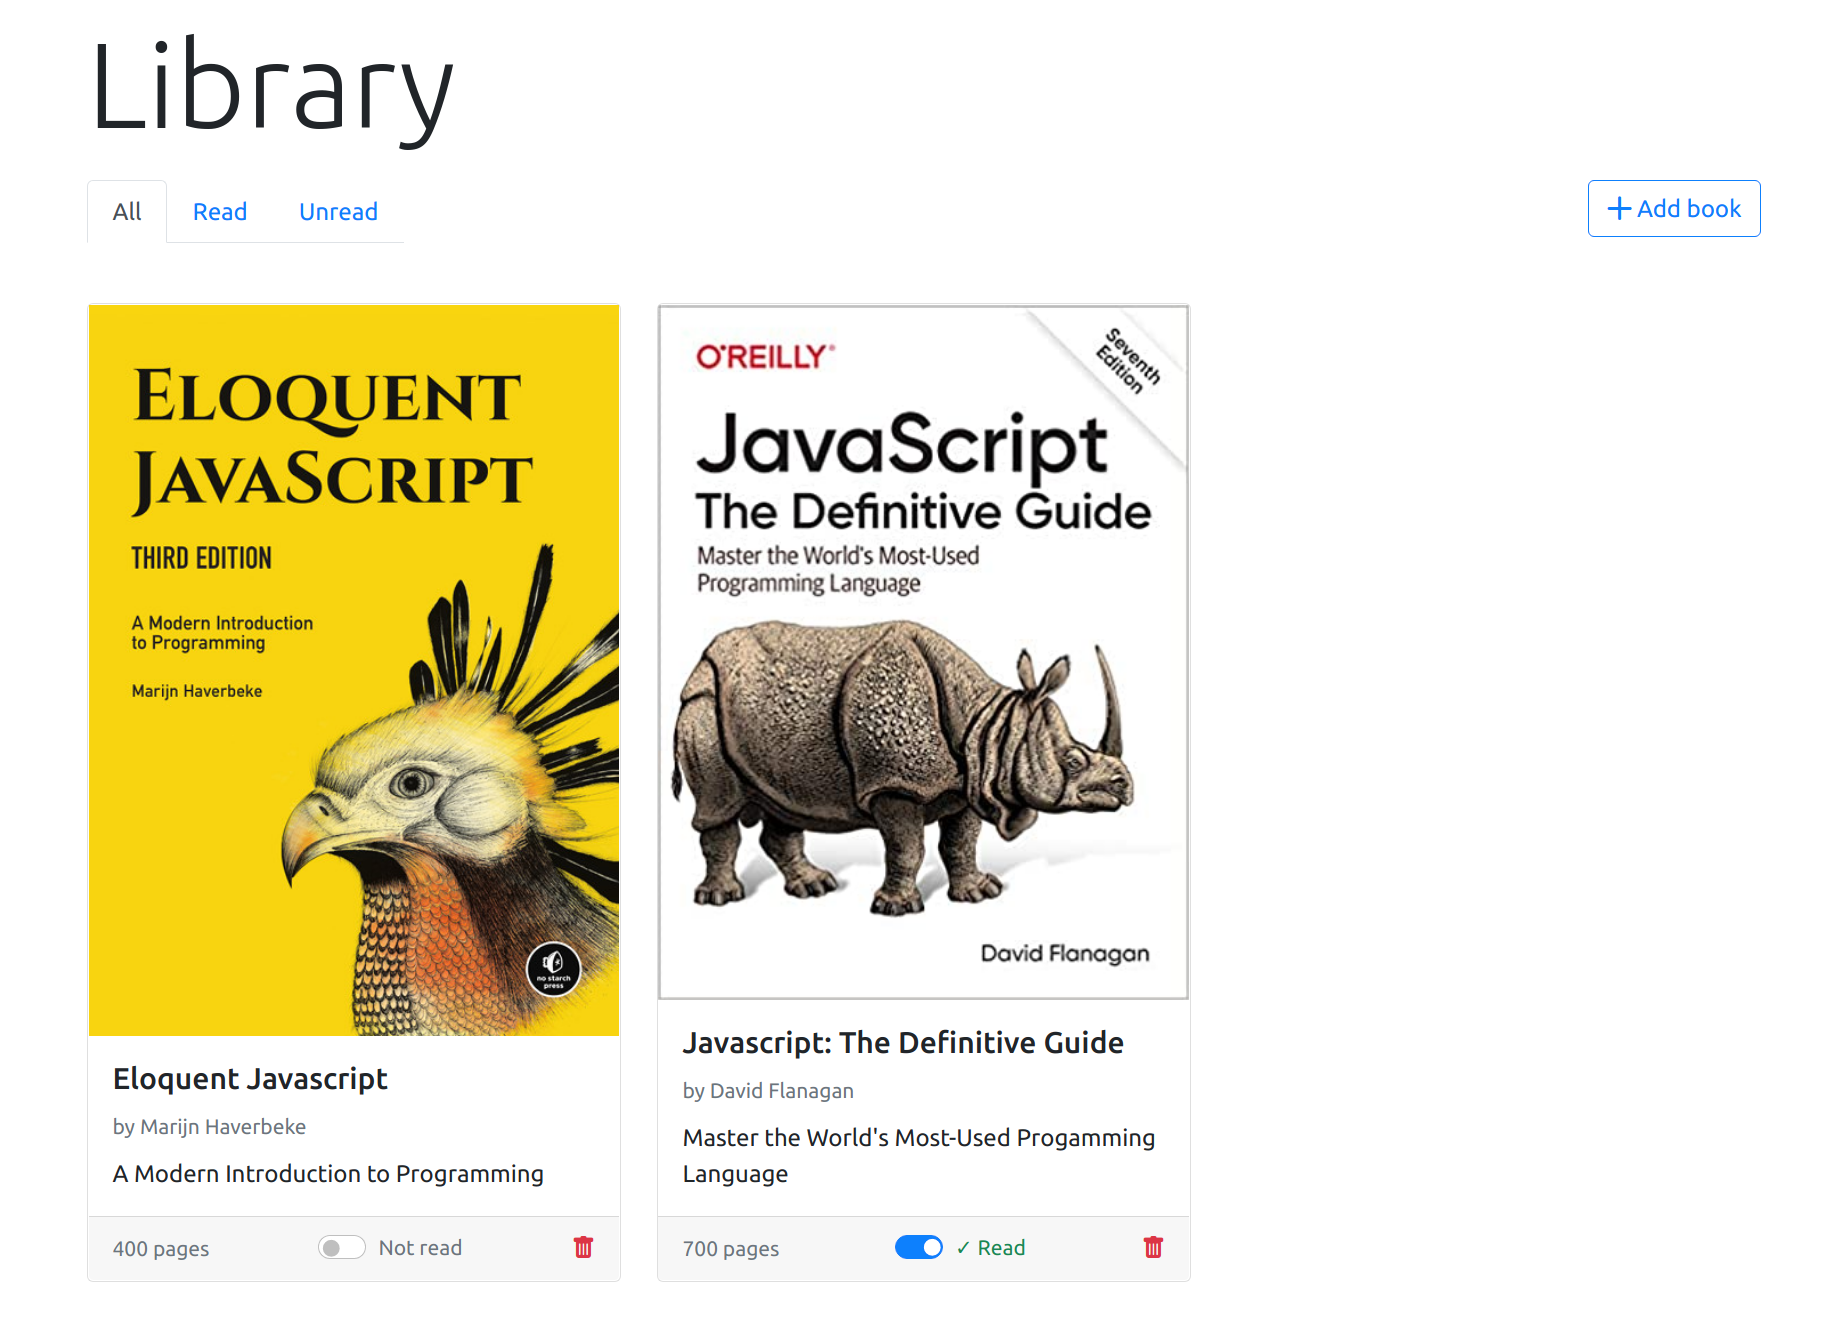 Library
All
Read
Unread
Add book
ELOQUENT
JAVASCRIPT
THIRD EDITION
A Modern Introduction
to Programming
Marijn Haverbeke
no starch
press
Eloquent Javascript
by Marijn Haverbeke
A Modern Introduction to Programming
400 pages
Not read
O'REILLY®
Seventh
Edition
JavaScript
The Definitive Guide
Master the World's Most-Used
Programming Language
David Flanagan
Javascript: The Definitive Guide
by David Flanagan
Master the World's Most-Used Progamming
Language
700 pages
✓ Read